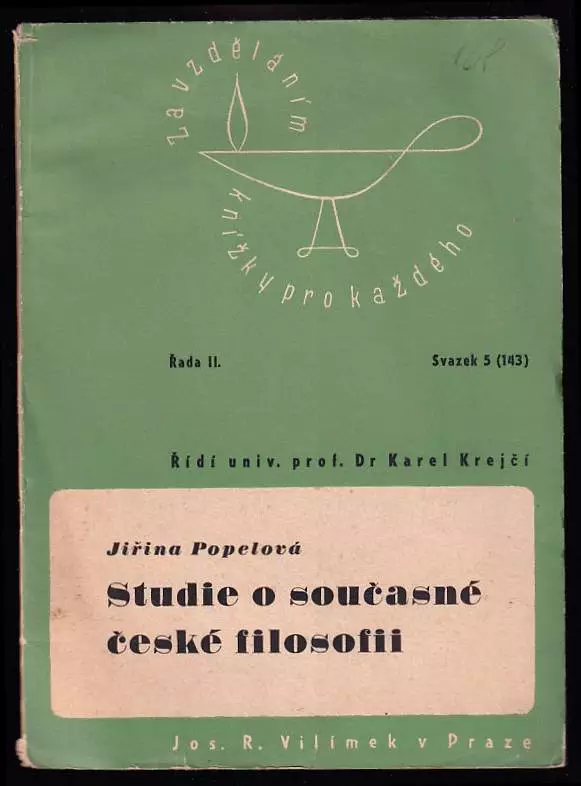 Za vzděláním
knížky pro každého
Řada II.
Svazek 5 (143)
Řídí univ. prof. Dr Karel Krejčí
Jiřina Popelová
Studie o současné
české filosofii
Jos. R. Vilímek v Praze